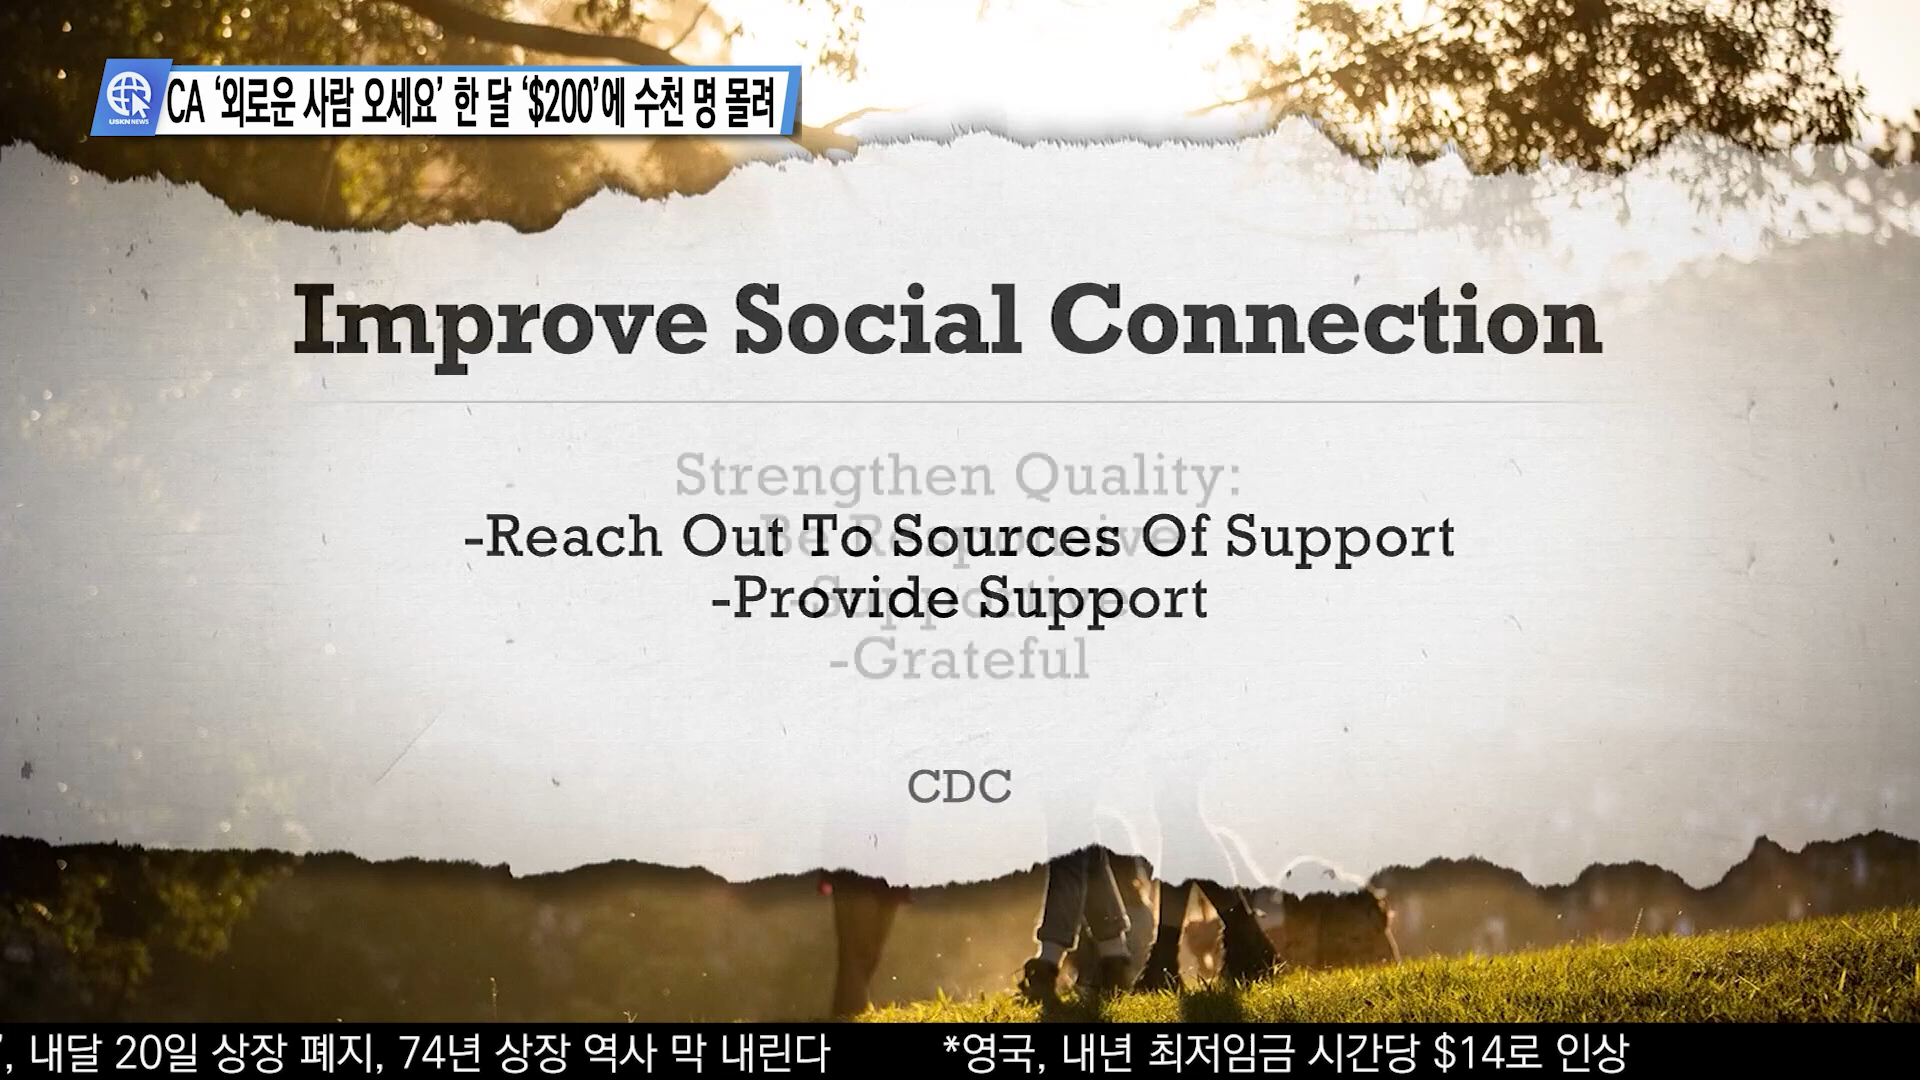 CA ‘외로운 사람 오세요’ 한 달 ‘$200’에 수천 명 몰려
USKN NEWS
Improve Social Connection
Strengthen Quality:
-Be Responsive
-Reach Out To Sources Of Support
-Supportive
-Provide Support
-Grateful
CDC
’, 내달 20일 상장 폐지, 74년 상장 역사 막 내린다 *영국, 내년 최저임금 시간당 $14로 인상